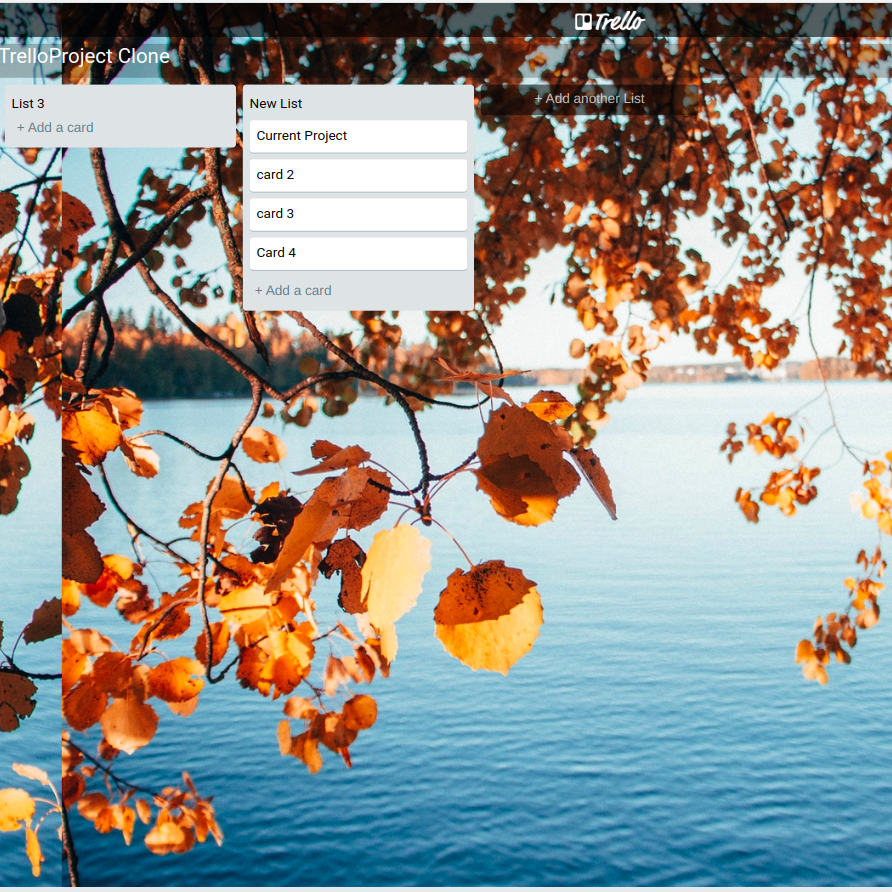 Trello
TrelloProject Clone
List 3
+ Add a card
New List
Current Project
card 2
card 3
Card 4
+ Add a card
+ Add another List